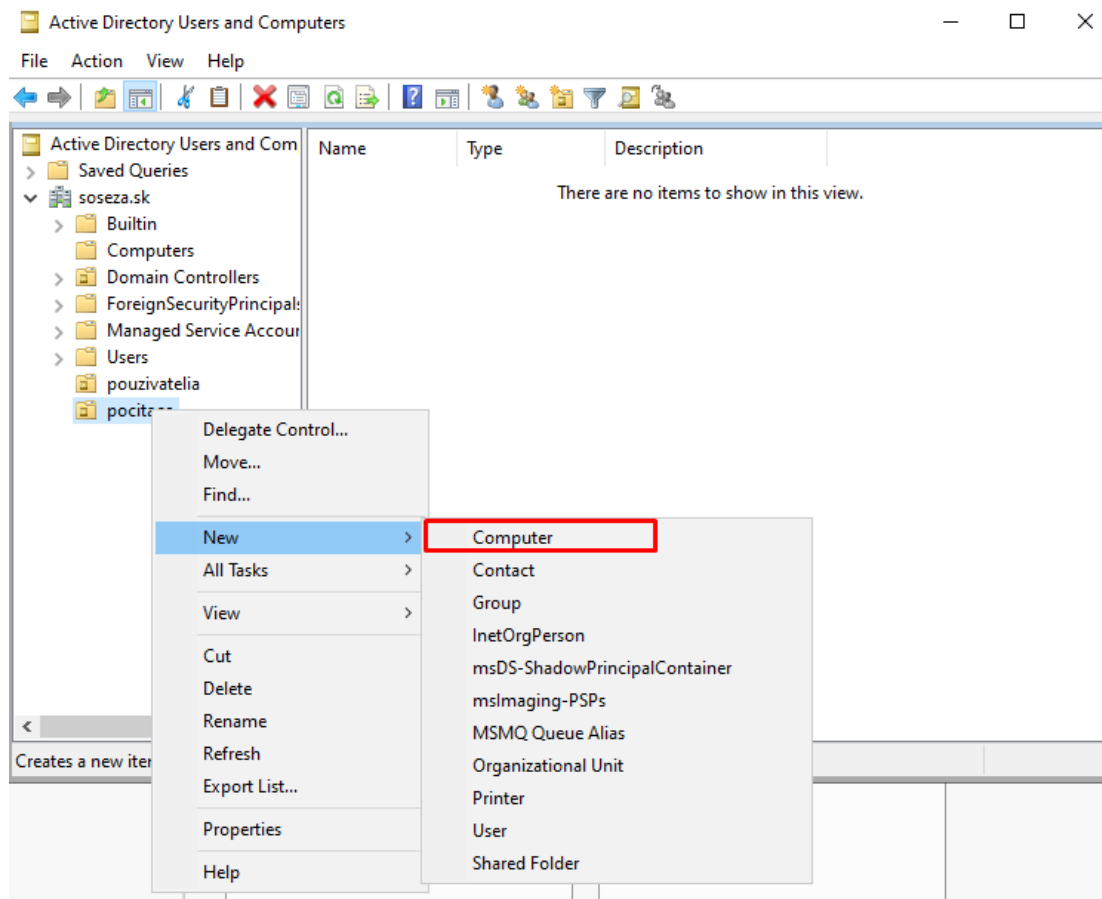 Active Directory Users and Computers
File Action View Help
Active Directory Users and Com
Name Type Description
Saved Queries
There are no items to show in this view.
soseza.sk
Builtin
Computers
Domain Controllers
ForeignSecurityPrincipals
Managed Service Accour
Users
pouzivatelia
Delegate Control...
Move...
Find...
New
All Tasks
View
Cut
Delete
Rename
Refresh
Export List...
Properties
Help
Computer
Contact
Group
InetOrgPerson
msDS-ShadowPrincipalContainer
msImaging-PSPs
MSMQ Queue Alias
Organizational Unit
Printer
User
Shared Folder
Creates a new iter